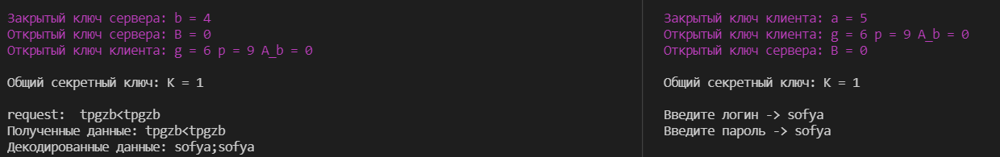 Закрытый ключ сервера: b = 4
Открытый ключ сервера: B = 0
Открытый ключ клиента: g = 6 p = 9 A_b = 0
Общий секретный ключ: K = 1
request:  tpgzb<tpgzb
Полученные данные: tpgzb<tpgzb
Декодированные данные: sofya;sofya
Закрытый ключ клиента: a = 5
Открытый ключ клиента: g = 6 p = 9 A_b = 0
Открытый ключ сервера: B = 0
Общий секретный ключ: K = 1
Введите логин -> sofya
Введите пароль -> sofya